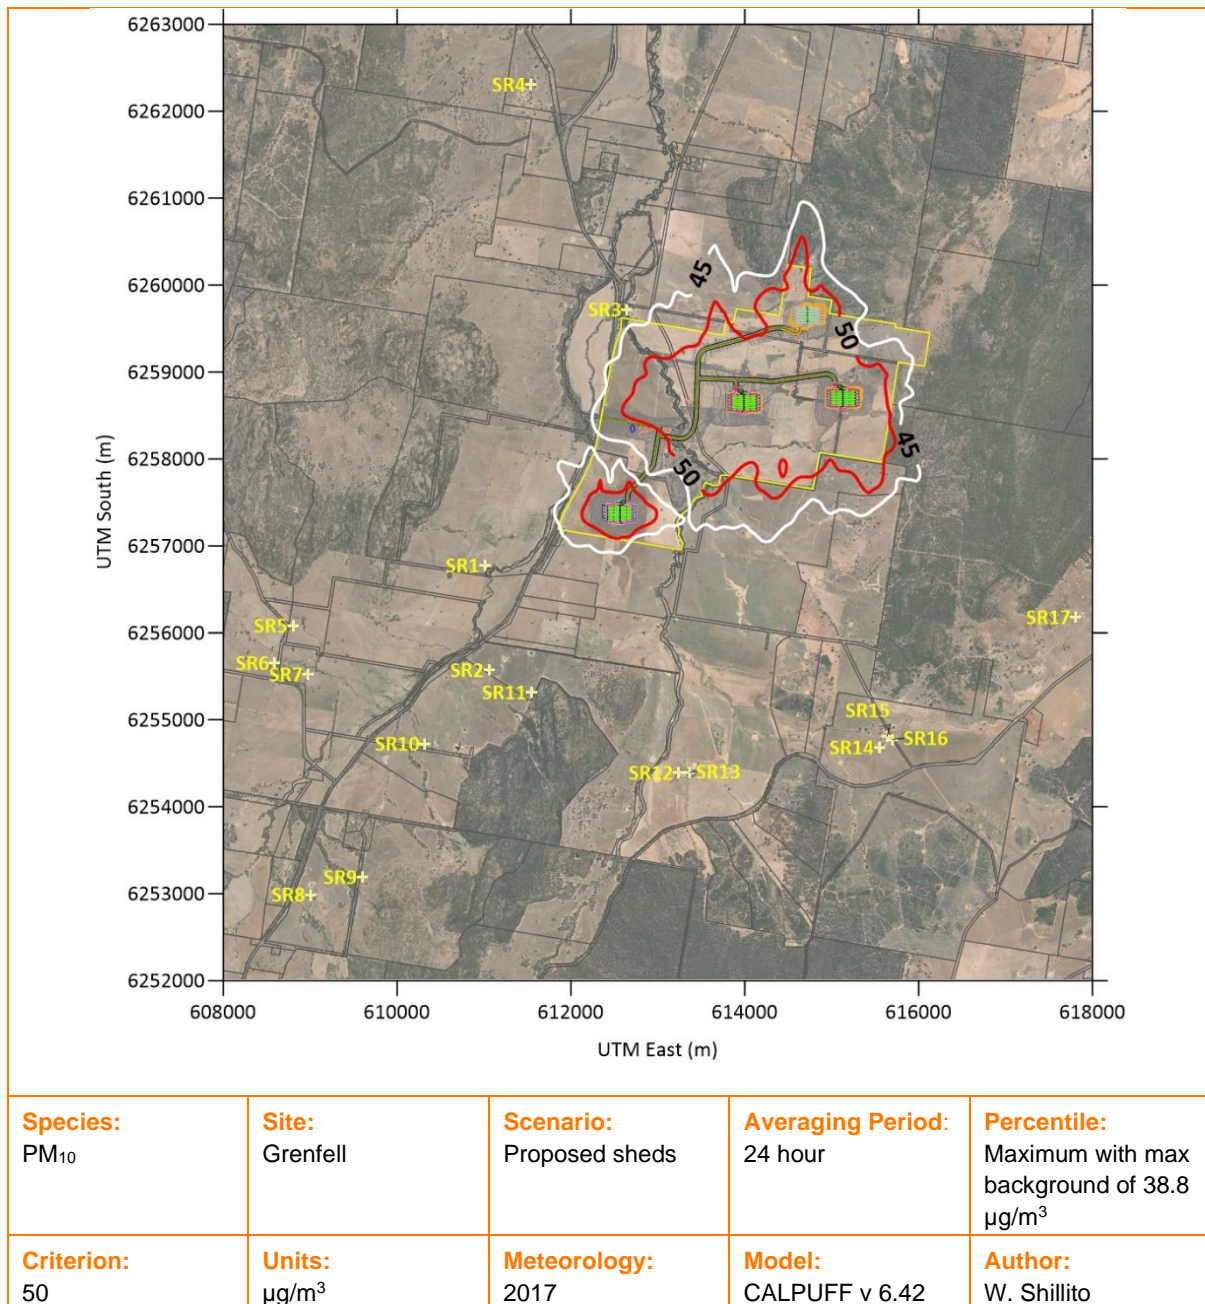 6263000
6262000
6261000
6260000
6259000
6258000
6257000
6256000
6255000
6254000
6253000
6252000
UTM South (m)
SR4
45
SR3
50
0
50
45
SR1
SR5
SR17
SR6
SR7
SR2
SR11
SR15
SR10
SR14
SR16
SR12
SR13
SR9
SR8
608000 610000 612000 614000 616000 618000
UTM East (m)
Species:
PM10
Site:
Grenfell
Scenario:
Proposed sheds
Averaging Period:
24 hour
Percentile:
Maximum with max
background of 38.8
µg/m³
Criterion:
50
Units:
µg/m³
Meteorology:
2017
Model:
CALPUFF v 6.42
Author:
W. Shillito